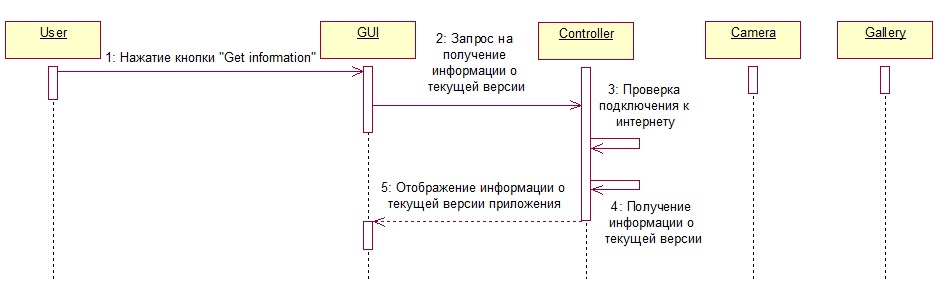 User
GUI
Controller
Camera
Gallery
1: Нажатие кнопки "Get infomation"
2: Запрос на
получение
информации о
текущей версии
3: Проверка
подключения к
интернету
4: Получение
информации о
текущей версии
5: Отображение информации о
текущей версии приложения